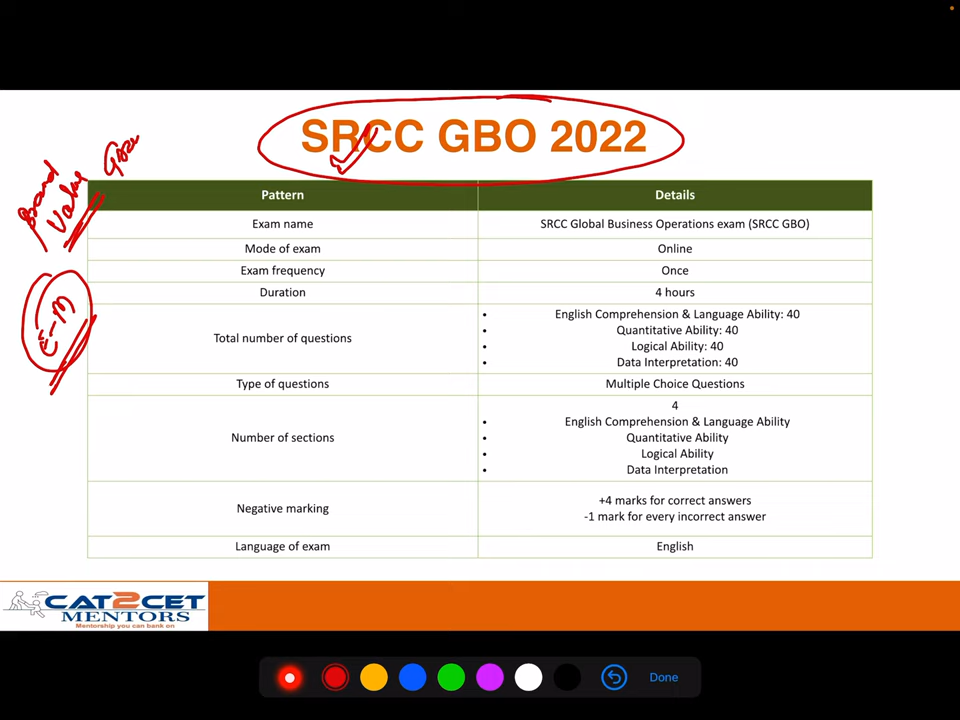 SRCC GBO 2022
Brand
Value
Pattern Details
Exam name SRCC Global Business Operations exam (SRCC GBO)
Mode of exam Online
Exam frequency Once
Duration 4 hours
Total number of questions
• English Comprehension & Language Ability: 40
• Quantitative Ability: 40
• Logical Ability: 40
• Data Interpretation: 40
Type of questions Multiple Choice Questions
Number of sections
4
• English Comprehension & Language Ability
• Quantitative Ability
• Logical Ability
• Data Interpretation
Negative marking
+4 marks for correct answers
-1 mark for every incorrect answer
Language of exam English
CAT2CET
MENTORS
Mentorship you can bank on
Done